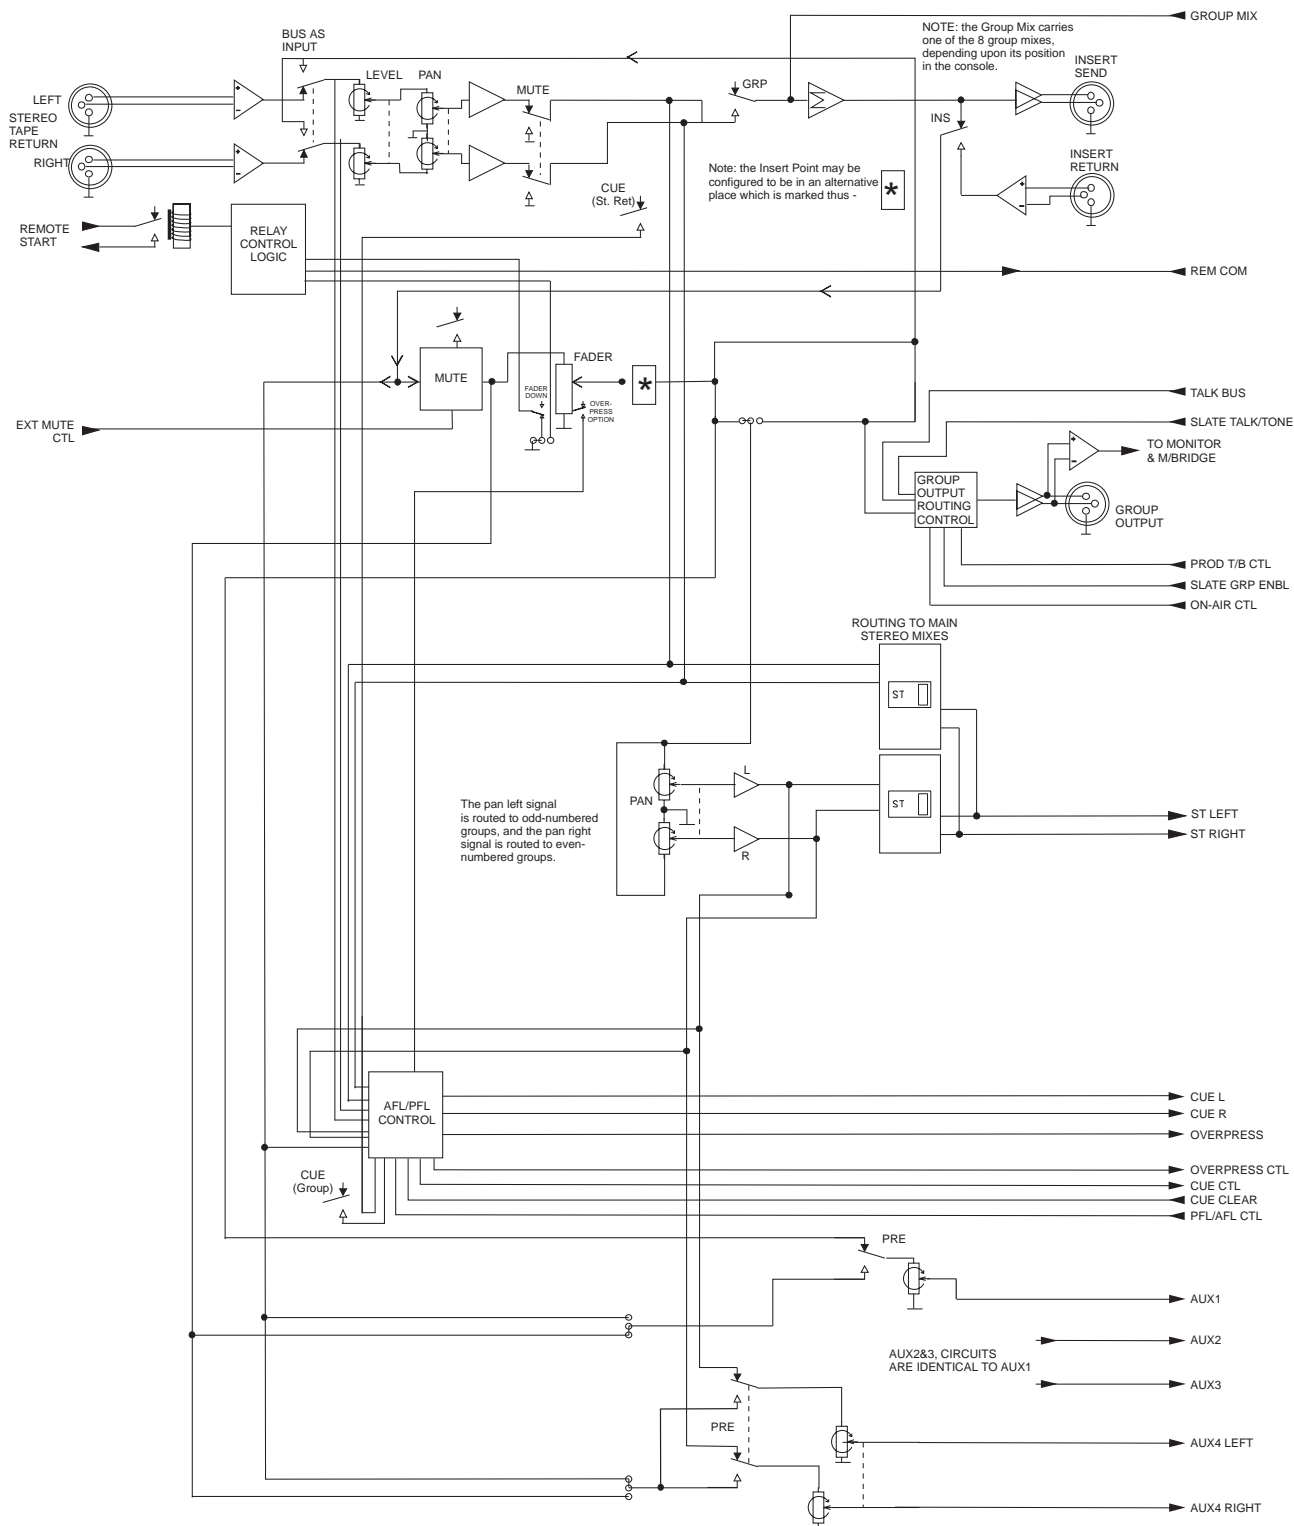 GROUP MIX
NOTE: the Group Mix carries
one of the 8 group mixes,
depending upon its position
in the console.
BUS AS
INPUT
LEVEL
PAN
MUTE
GRP
INSERT
SEND
LEFT
STEREO
TAPE
RETURN
RIGHT
+
-
+
-
Σ
INS
INSERT
RETURN
+
-
Note: the Insert Point may be
configured to be in an alternative
place which is marked thus -
*
CUE
(St. Ret)
REMOTE
START
RELAY
CONTROL
LOGIC
REM COM
MUTE
FADER
FADER
DOWN
OVER-
PRESS
OPTION
*
EXT MUTE
CTL
TALK BUS
SLATE TALK/TONE
+
-
TO MONITOR
& M/BRIDGE
GROUP
OUTPUT
ROUTING
CONTROL
GROUP
OUTPUT
PROD T/B CTL
SLATE GRP ENBL
ON-AIR CTL
ROUTING TO MAIN
STEREO MIXES
ST
ST
The pan left signal
is routed to odd-numbered
groups, and the pan right
signal is routed to even-
numbered groups.
PAN
L
R
ST LEFT
ST RIGHT
AFL/PFL
CONTROL
CUE L
CUE R
OVERPRESS
CUE
(Group)
OVERPRESS CTL
CUE CTL
CUE CLEAR
PFL/AFL CTL
PRE
AUX1
AUX2&3, CIRCUITS
ARE IDENTICAL TO AUX1
AUX2
AUX3
PRE
AUX4 LEFT
AUX4 RIGHT